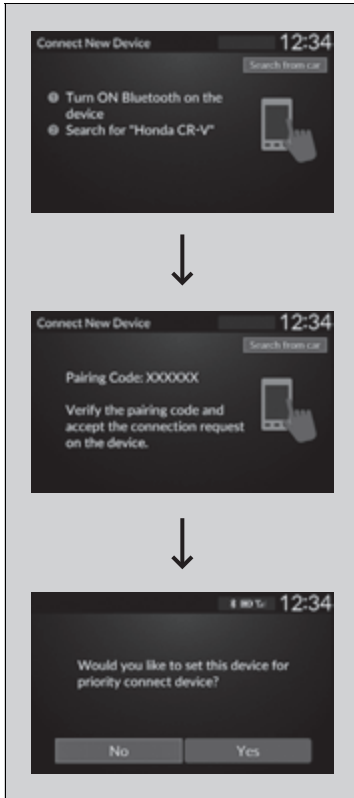 Connect New Device 12:34
Search from car
❶ Turn ON Bluetooth on the
device
❷ Search for "Honda CR-V"
Connect New Device 12:34
Search from car
Pairing Code: XXXXXX
Verify the pairing code and
accept the connection request
on the device.
12:34
Would you like to set this device for
priority connect device?
No Yes